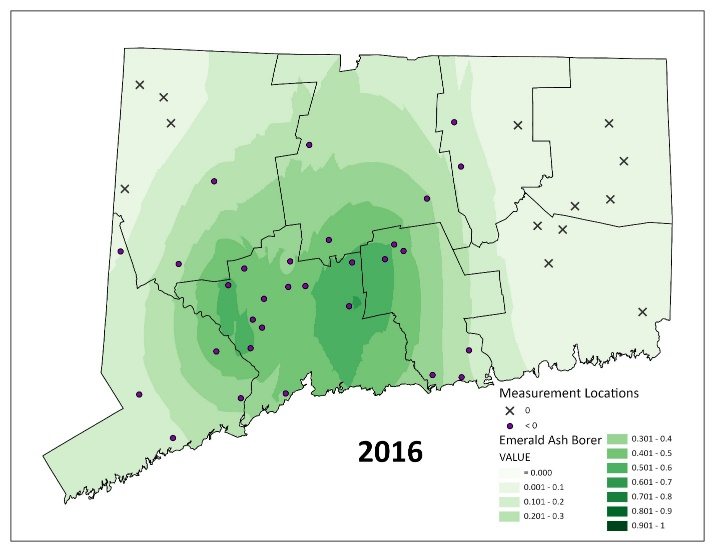 2016
Measurement Locations
0
< 0
Emerald Ash Borer
VALUE
= 0.000
0.001 - 0.1
0.101 - 0.2
0.201 - 0.3
0.301 - 0.4
0.401 - 0.5
0.501 - 0.6
0.601 - 0.7
0.701 - 0.8
0.801 - 0.9
0.901 - 1